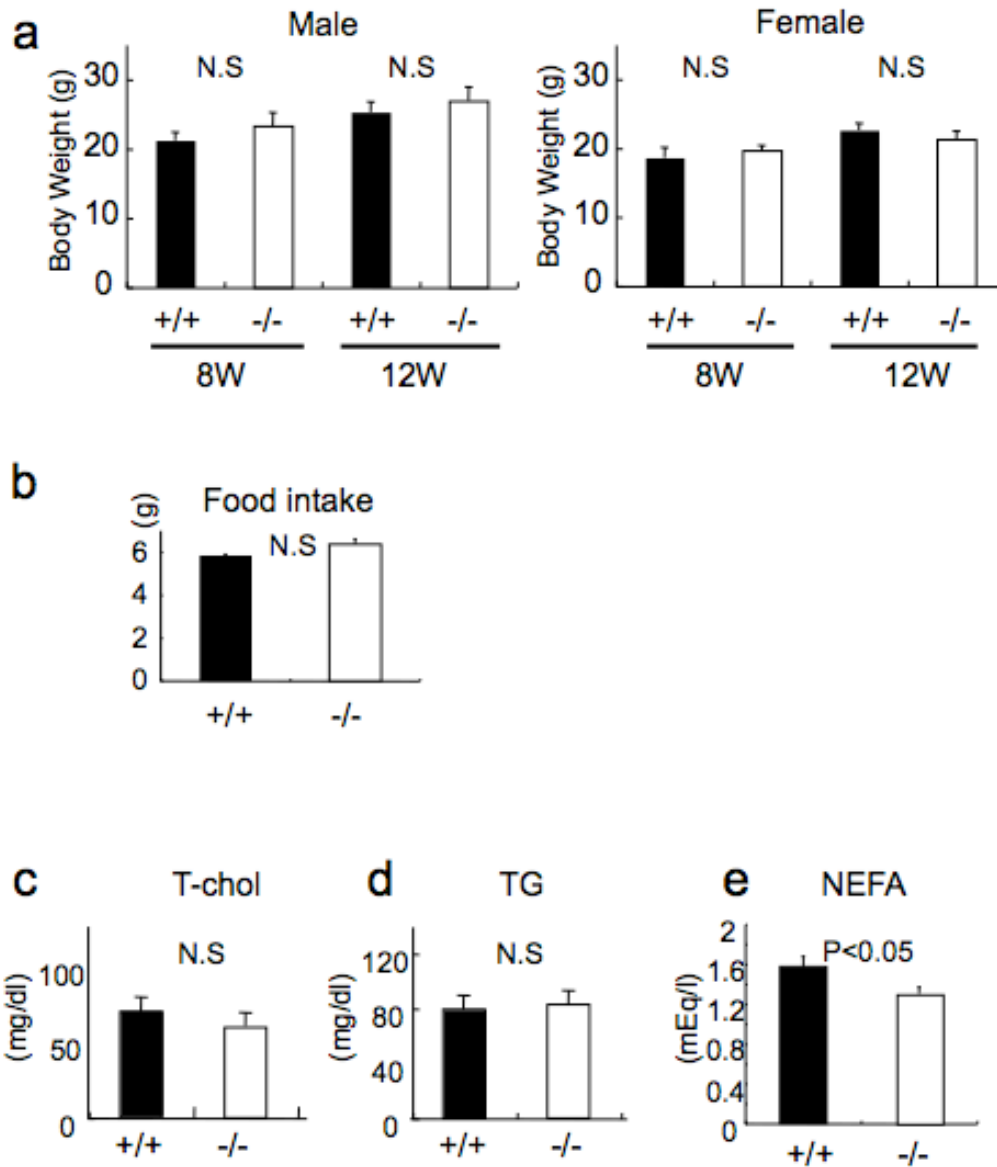 a
Male
Female
Body Weight (g)
30
20
10
0
N.S
N.S
+/+
-/-
+/+
-/-
8W
12W
Body Weight (g)
30
20
10
0
N.S
N.S
+/+
-/-
+/+
-/-
8W
12W
b
Food intake
(g)
6
4
2
0
N.S
+/+
-/-
c
T-chol
(mg/dl)
100
50
0
N.S
+/+
-/-
d
TG
(mg/dl)
120
80
40
0
N.S
+/+
-/-
e
NEFA
(mEq/l)
2
1.6
1.2
0.8
0.4
0
P<0.05
+/+
-/-